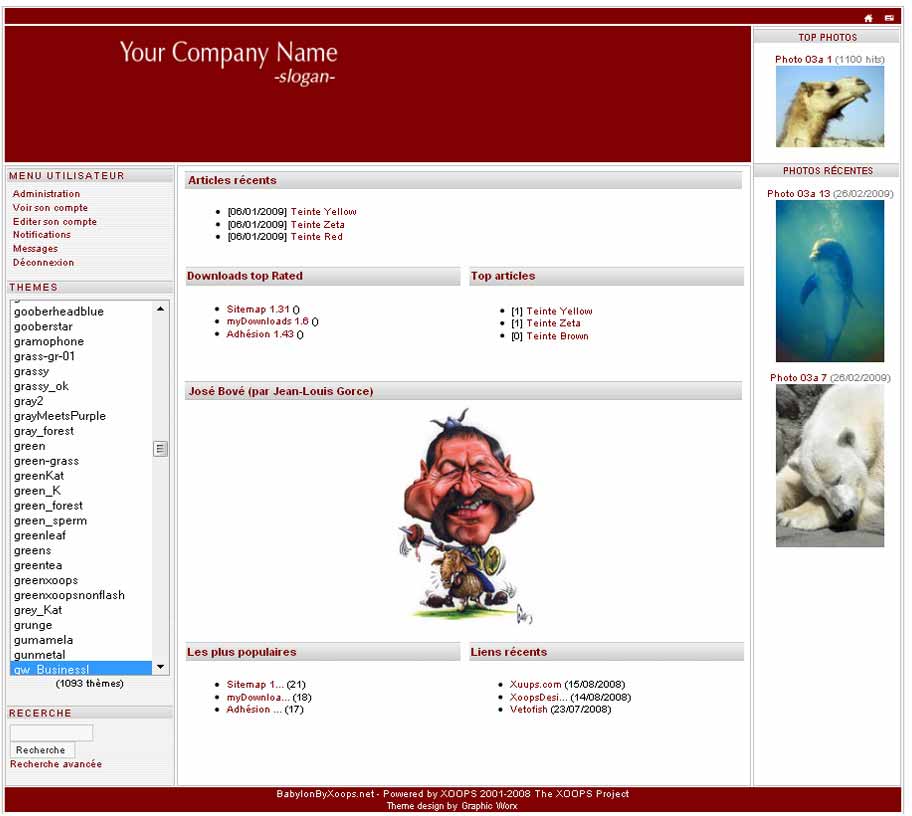 Your Company Name
-slogan-
MENU UTILISATEUR
Administration
Voir son compte
Editer son compte
Notifications
Messages
Déconnexion
THEMES
gooberheadblue
gooberstar
gramophone
grass-gr-01
grassy
grassy_ok
gray2
grayMeetsPurple
gray_forest
green
green-grass
greenKat
green_K
green_forest
green_sperm
greenleaf
greens
greentea
greenxoops
greenxoopsnonflash
grey_Kat
grunge
gumamela
gunmetal
gw_Businessl
(1093 thèmes)
RECERCHE
Recherche
Recherche avancée
Articles récents
[06/01/2009] Teinte Yellow
[06/01/2009] Teinte Zeta
[06/01/2009] Teinte Red
Downloads top Rated
Sitemap 1.31 ()
myDownloads 1.6 ()
Adhésion 1.43 ()
Top articles
[1] Teinte Yellow
[1] Teinte Zeta
[0] Teinte Brown
José Bové (par Jean-Louis Gorce)
Les plus populaires
Sitemap 1... (21)
myDownloa... (18)
Adhésion ... (17)
Liens récents
Xuups.com (15/08/2008)
XoopsDesi... (14/08/2008)
Vetofish (23/07/2008)
TOP PHOTOS
Photo 03a 1 (1100 hits)
PHOTOS RÉCENTES
Photo 03a 13 (26/02/2009)
Photo 03a 7 (26/02/2009)
BabylonByXoops.net - Powered by XOOPS 2001-2008 The XOOPS Project
Theme design by Graphic Worx